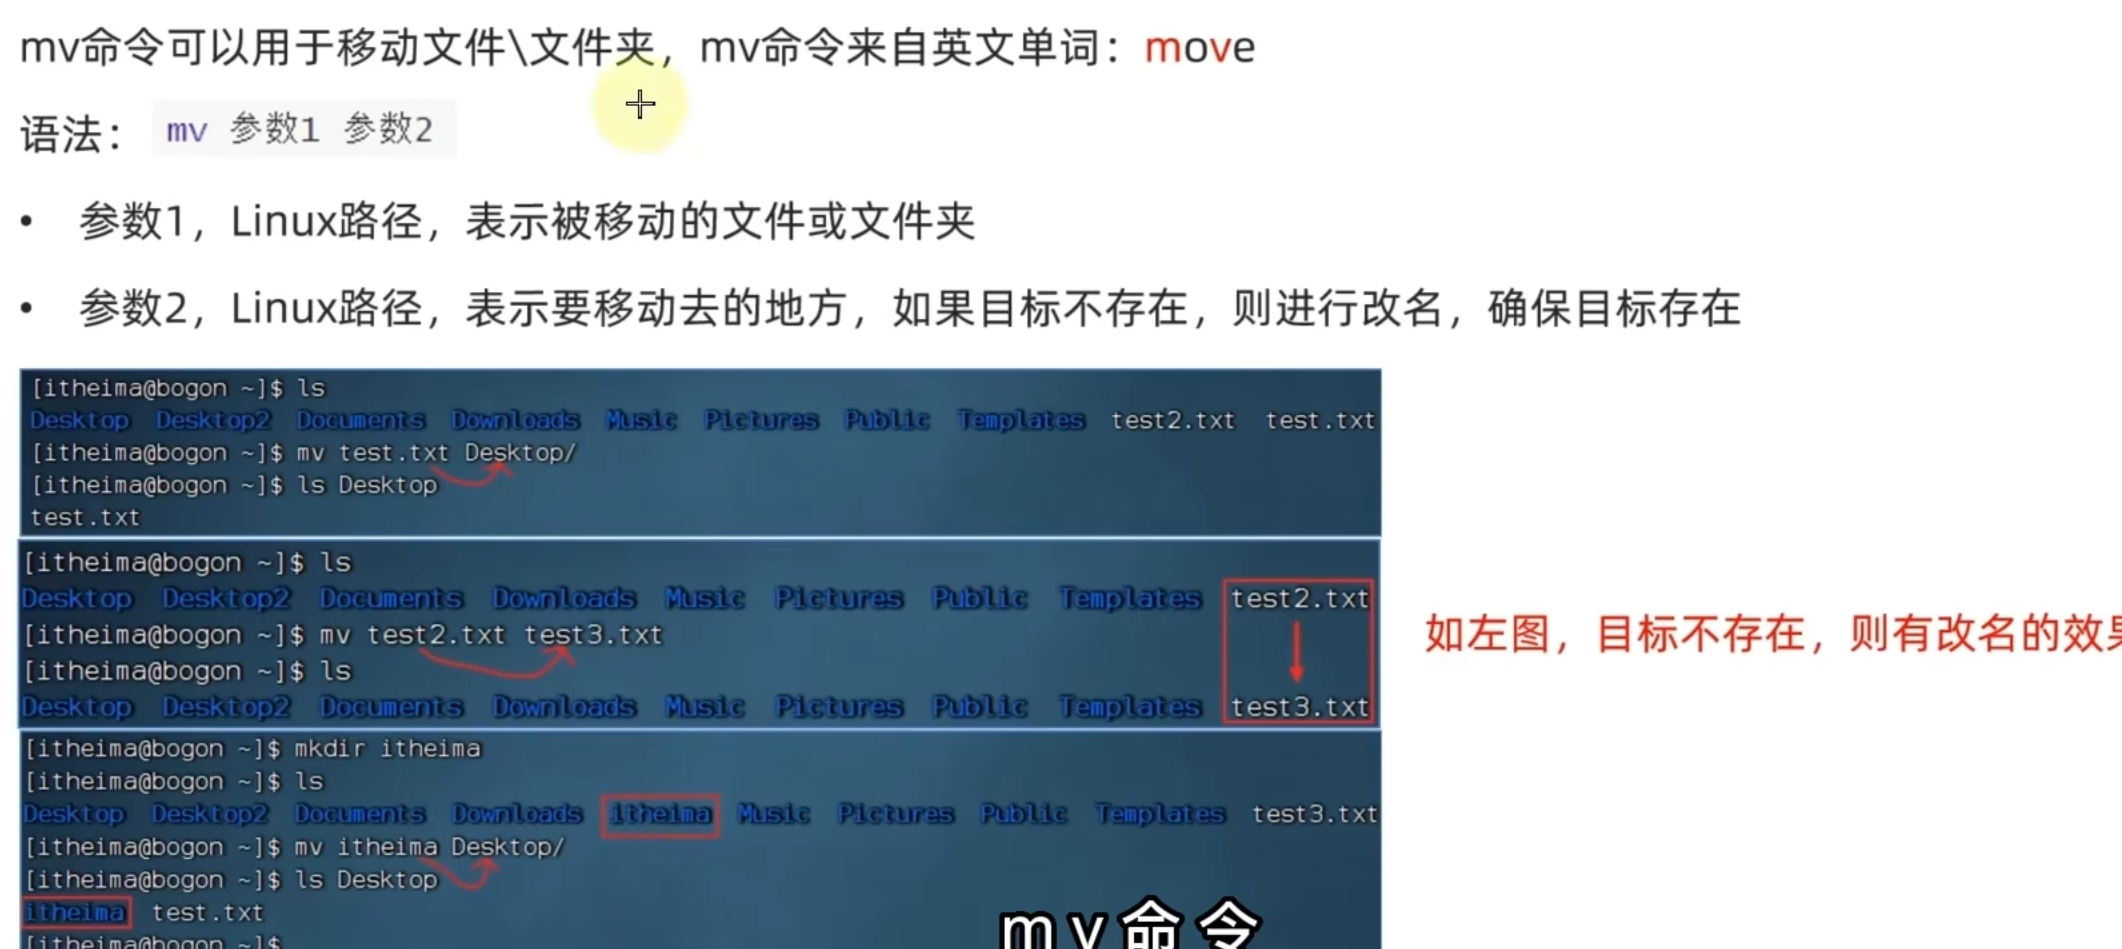 mv命令可以用于移动文件\文件夹，mv命令来自英文单词：move
语法： mv 参数1 参数2
• 参数1，Linux路径，表示被移动的文件或文件夹
• 参数2，Linux路径，表示要移动去的地方，如果目标不存在，则进行改名，确保目标存在
[itheima@bogon ~]$ ls
Desktop Desktop2 Documents Downloads Music Pictures Public Templates test2.txt test.txt
[itheima@bogon ~]$ mv test.txt Desktop/
[itheima@bogon ~]$ ls Desktop
test.txt
[itheima@bogon ~]$ ls
Desktop Desktop2 Documents Downloads Music Pictures Public Templates test2.txt
[itheima@bogon ~]$ mv test2.txt test3.txt
[itheima@bogon ~]$ ls
Desktop Desktop2 Documents Downloads Music Pictures Public Templates test3.txt
如左图，目标不存在，则有改名的效果
[itheima@bogon ~]$ mkdir itheima
[itheima@bogon ~]$ ls
Desktop Desktop2 Documents Downloads itheima Music Pictures Public Templates test3.txt
[itheima@bogon ~]$ mv itheima Desktop/
[itheima@bogon ~]$ ls Desktop
itheima test.txt
[itheima@bogon ~]$
mv命令